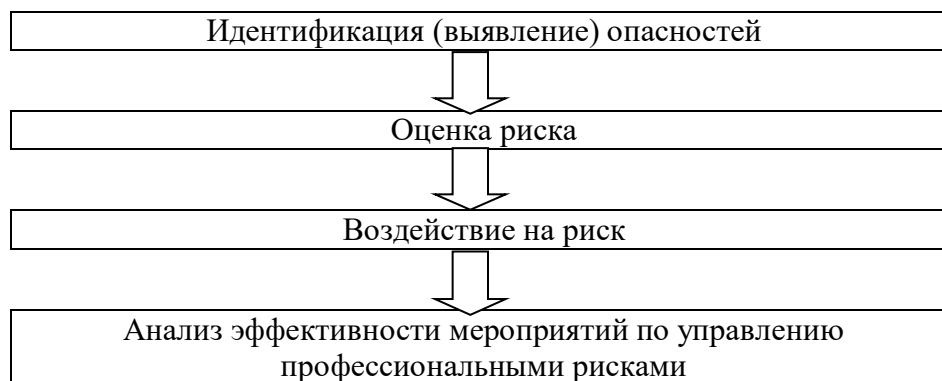 Идентификация (выявление) опасностей
Оценка риска
Воздействие на риск
Анализ эффективности мероприятий по управлению
профессиональными рисками